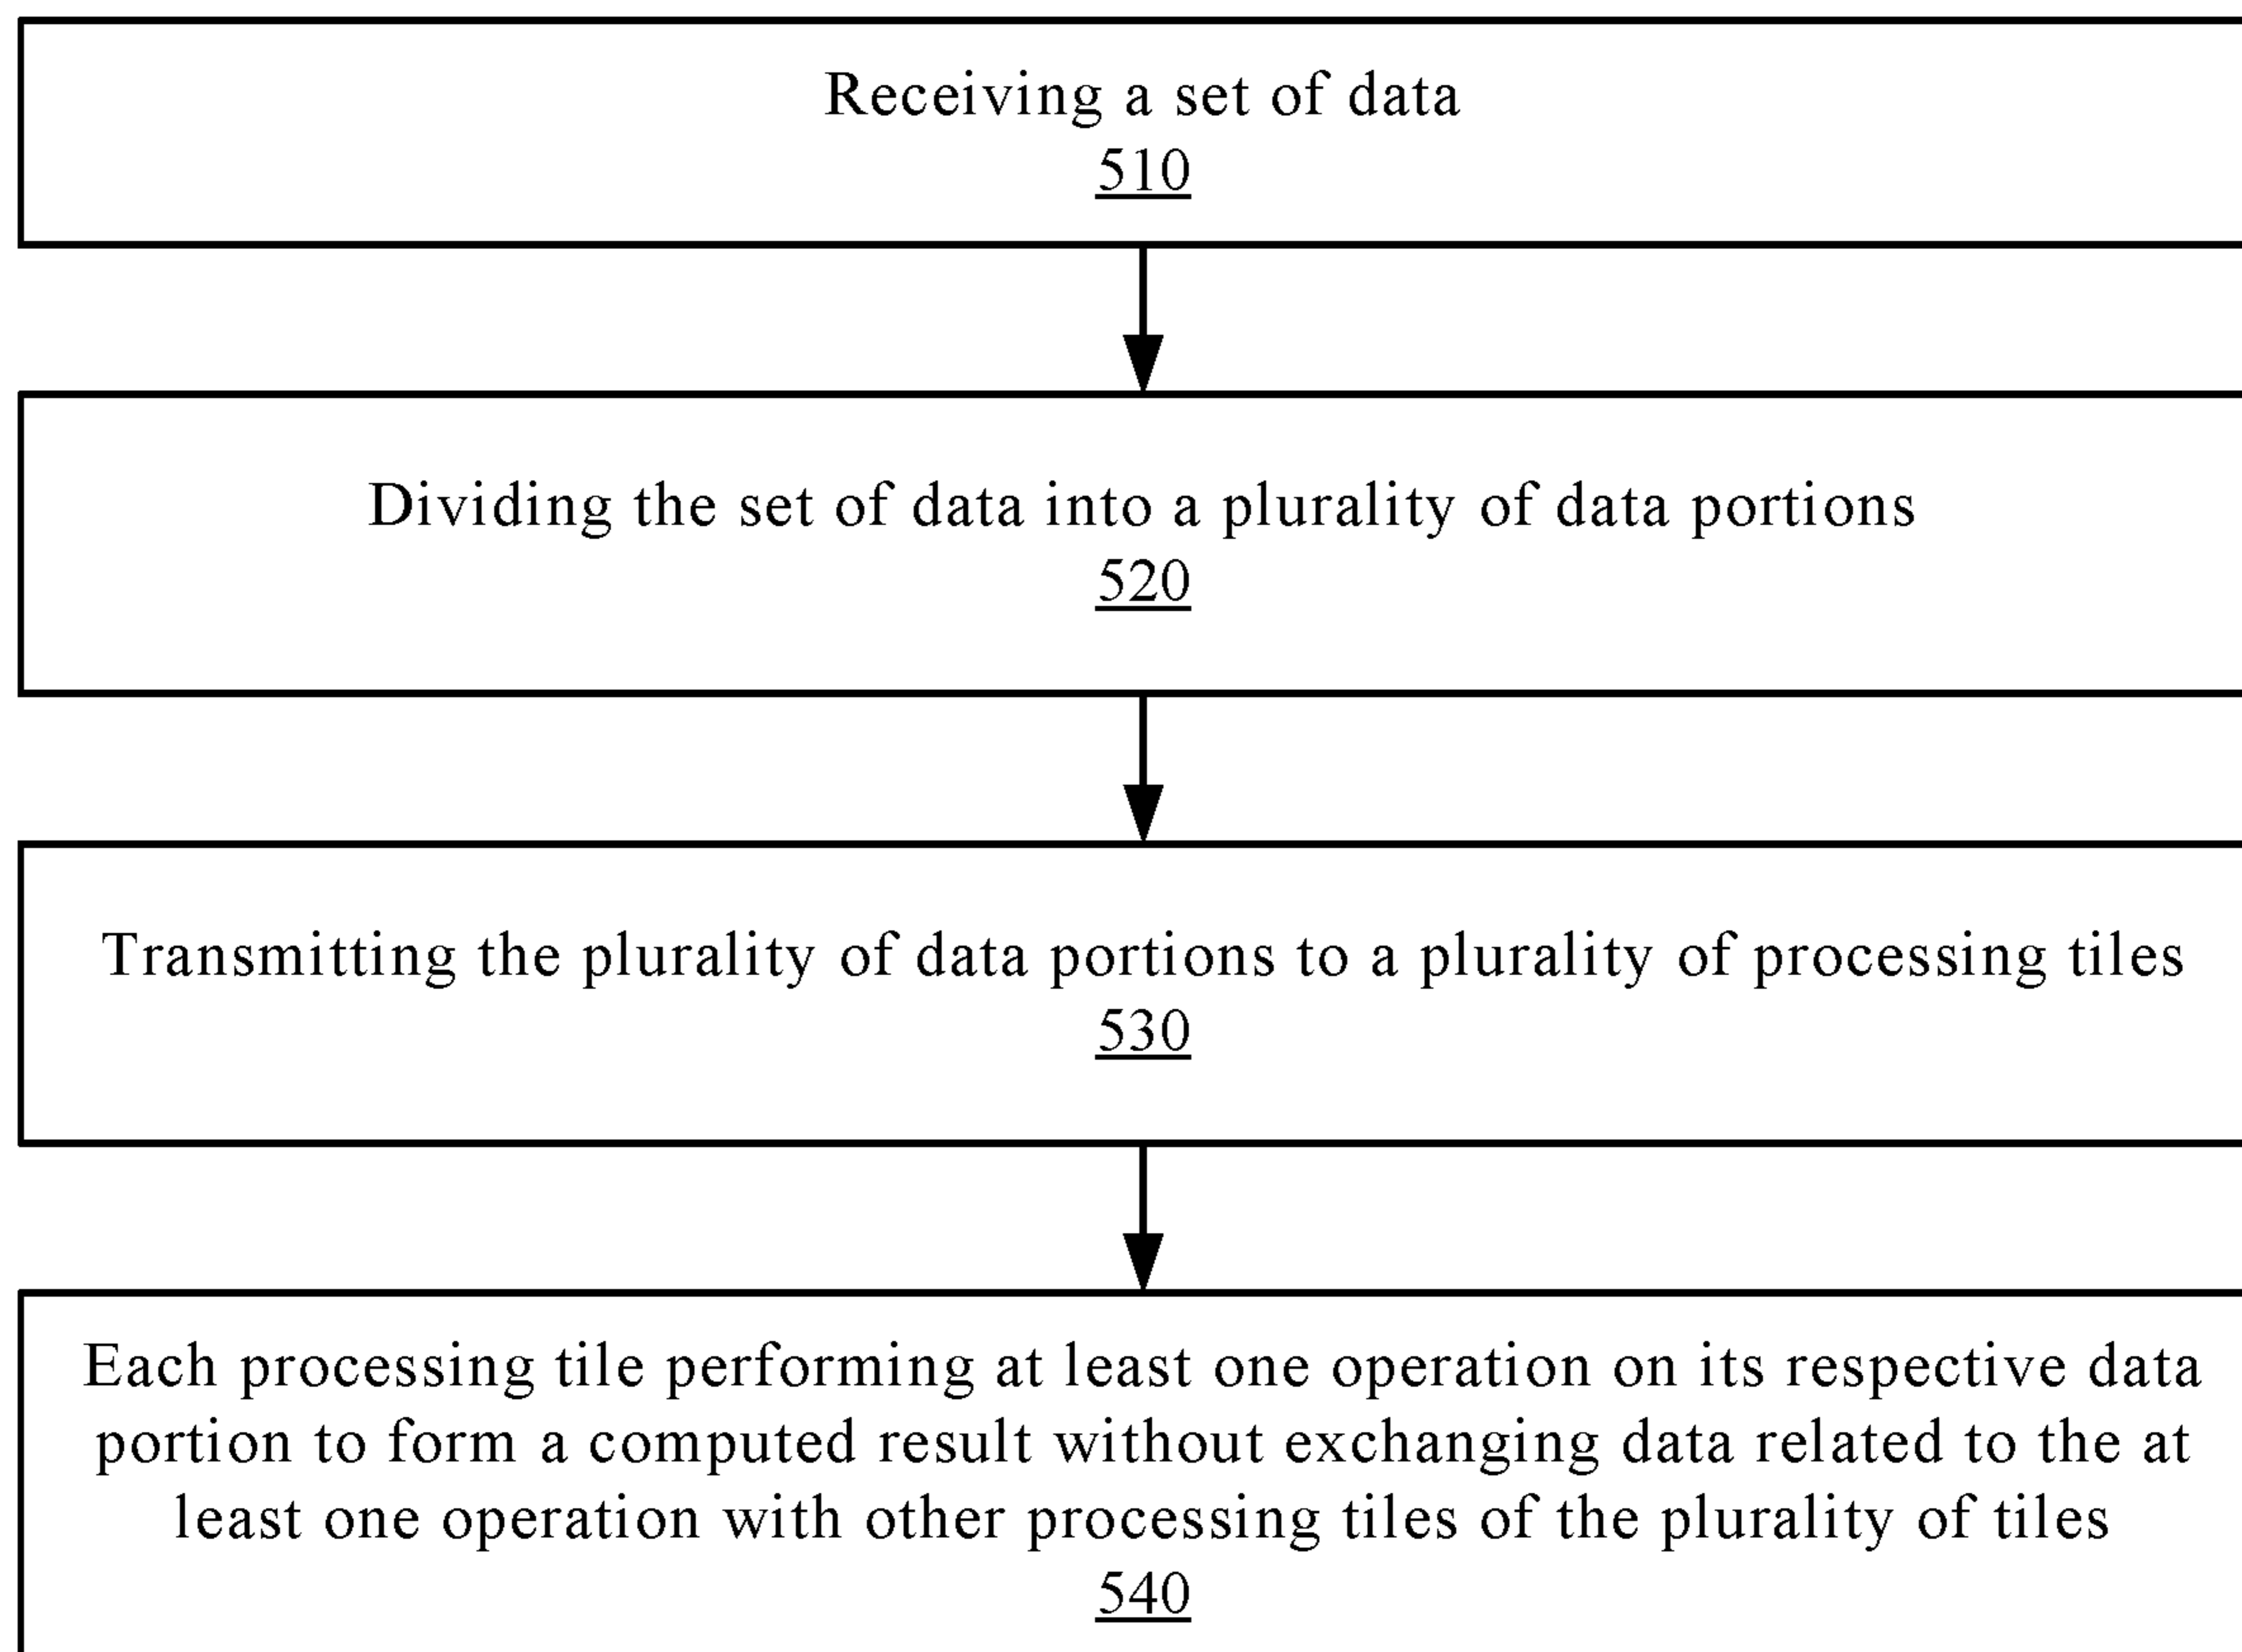 Receiving a set of data
510
Dividing the set of data into a plurality of data portions
520
Transmitting the plurality of data portions to a plurality of processing tiles
530
Each processing tile performing at least one operation on its respective data
portion to form a computed result without exchanging data related to the at
least one operation with other processing tiles of the plurality of tiles
540